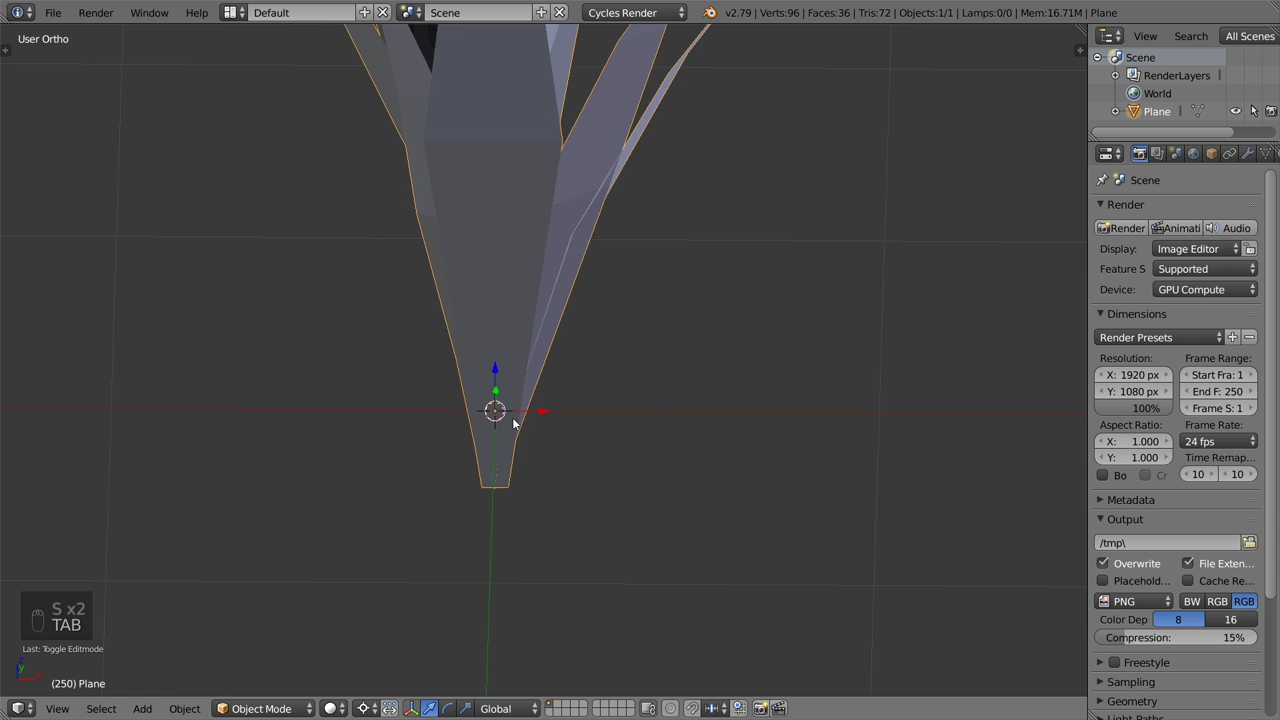 File Render Window Help Default Scene Cycles Render v2.79 | Verts:96 | Faces:36 | Tris:72 | Objects:1/1 | Lamps:0/0 | Mem:16.71M | Plane
User Ortho
View Search All Scenes
Scene
RenderLayers
World
Plane
Scene
Render
Render Animati Audio
Display: Image Editor
Feature S Supported
Device: GPU Compute
Dimensions
Render Presets
Resolution: Frame Range:
X: 1920 px Start Fra: 1
Y: 1080 px End F: 250
100% Frame S: 1
Aspect Ratio: Frame Rate:
X: 1.000 24 fps
Y: 1.000 Time Remap...
Bo Cr 10 10
Metadata
Output
/tmp\
Overwrite File Exten...
Placehold... Cache Re...
PNG BW RGB RGB
Color Dep 8 16
Compression: 15%
Freestyle
Sampling
Geometry
S x2
TAB
Last: Toggle Editmode
(250) Plane
View Select Add Object Object Mode Global